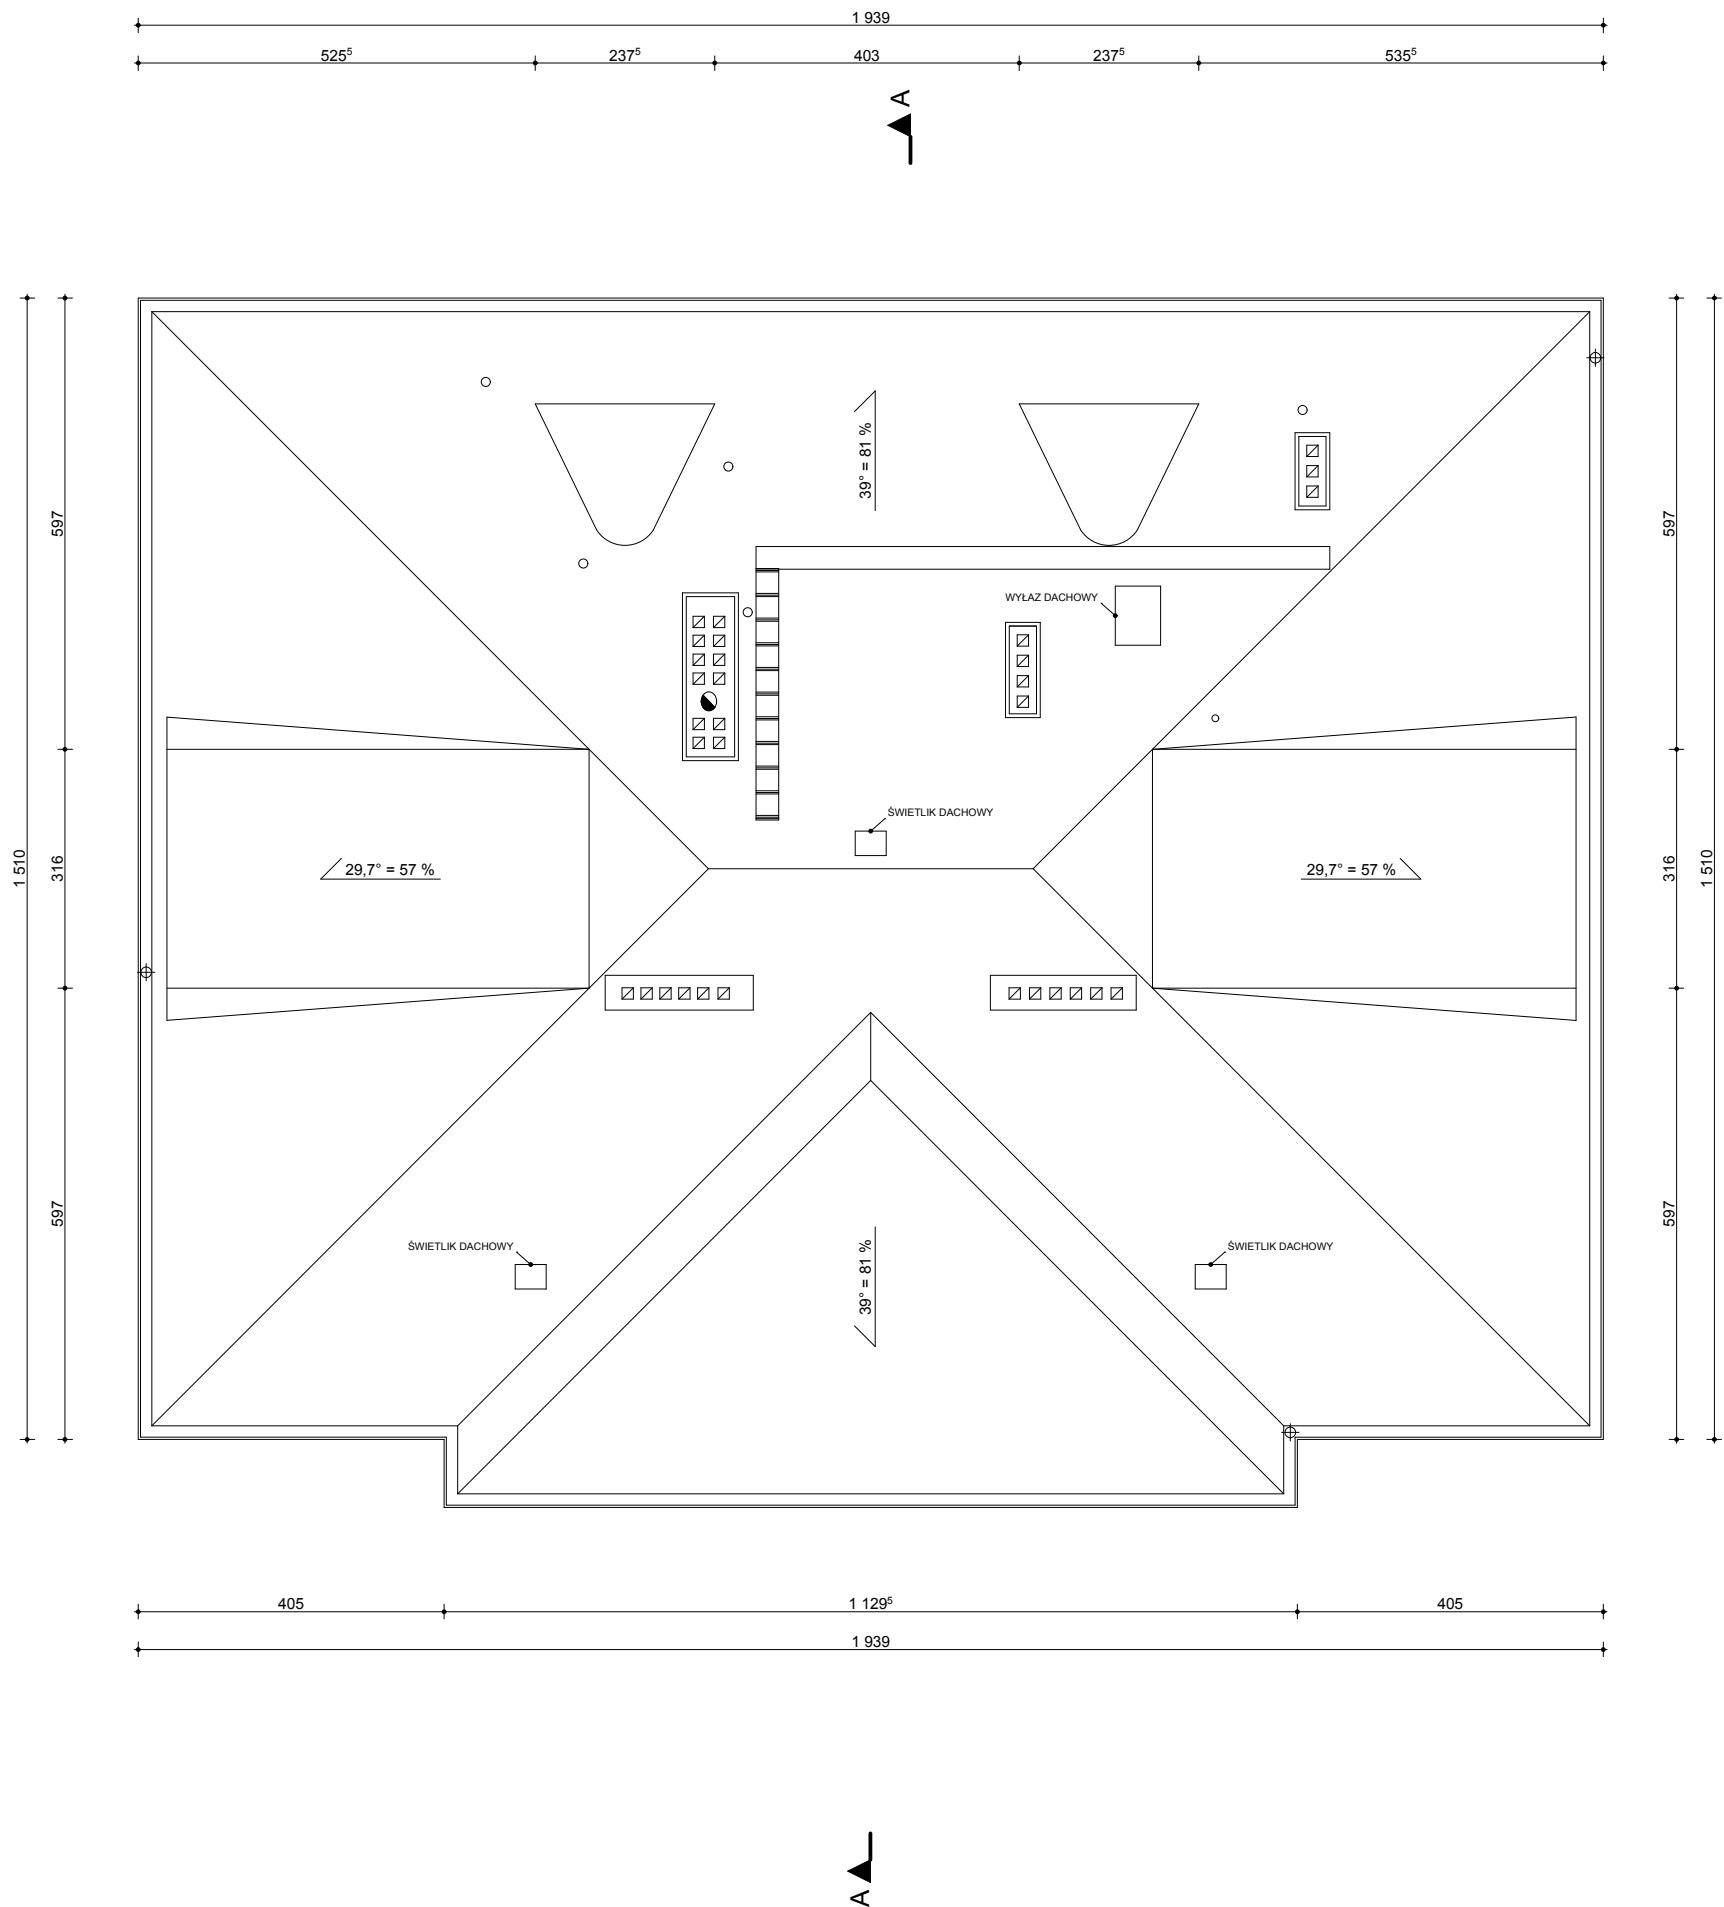 1 939
525⁵ 237⁵ 403 237⁵ 535⁵
A
39° = 81 %
597 597
WYŁAZ DACHOWY
ŚWIETLIK DACHOWY
1 510 316 29,7° = 57 % 29,7° = 57 % 316 1 510
597 597
ŚWIETLIK DACHOWY ŚWIETLIK DACHOWY
39° = 81 %
405 1 129⁵ 405
1 939
A